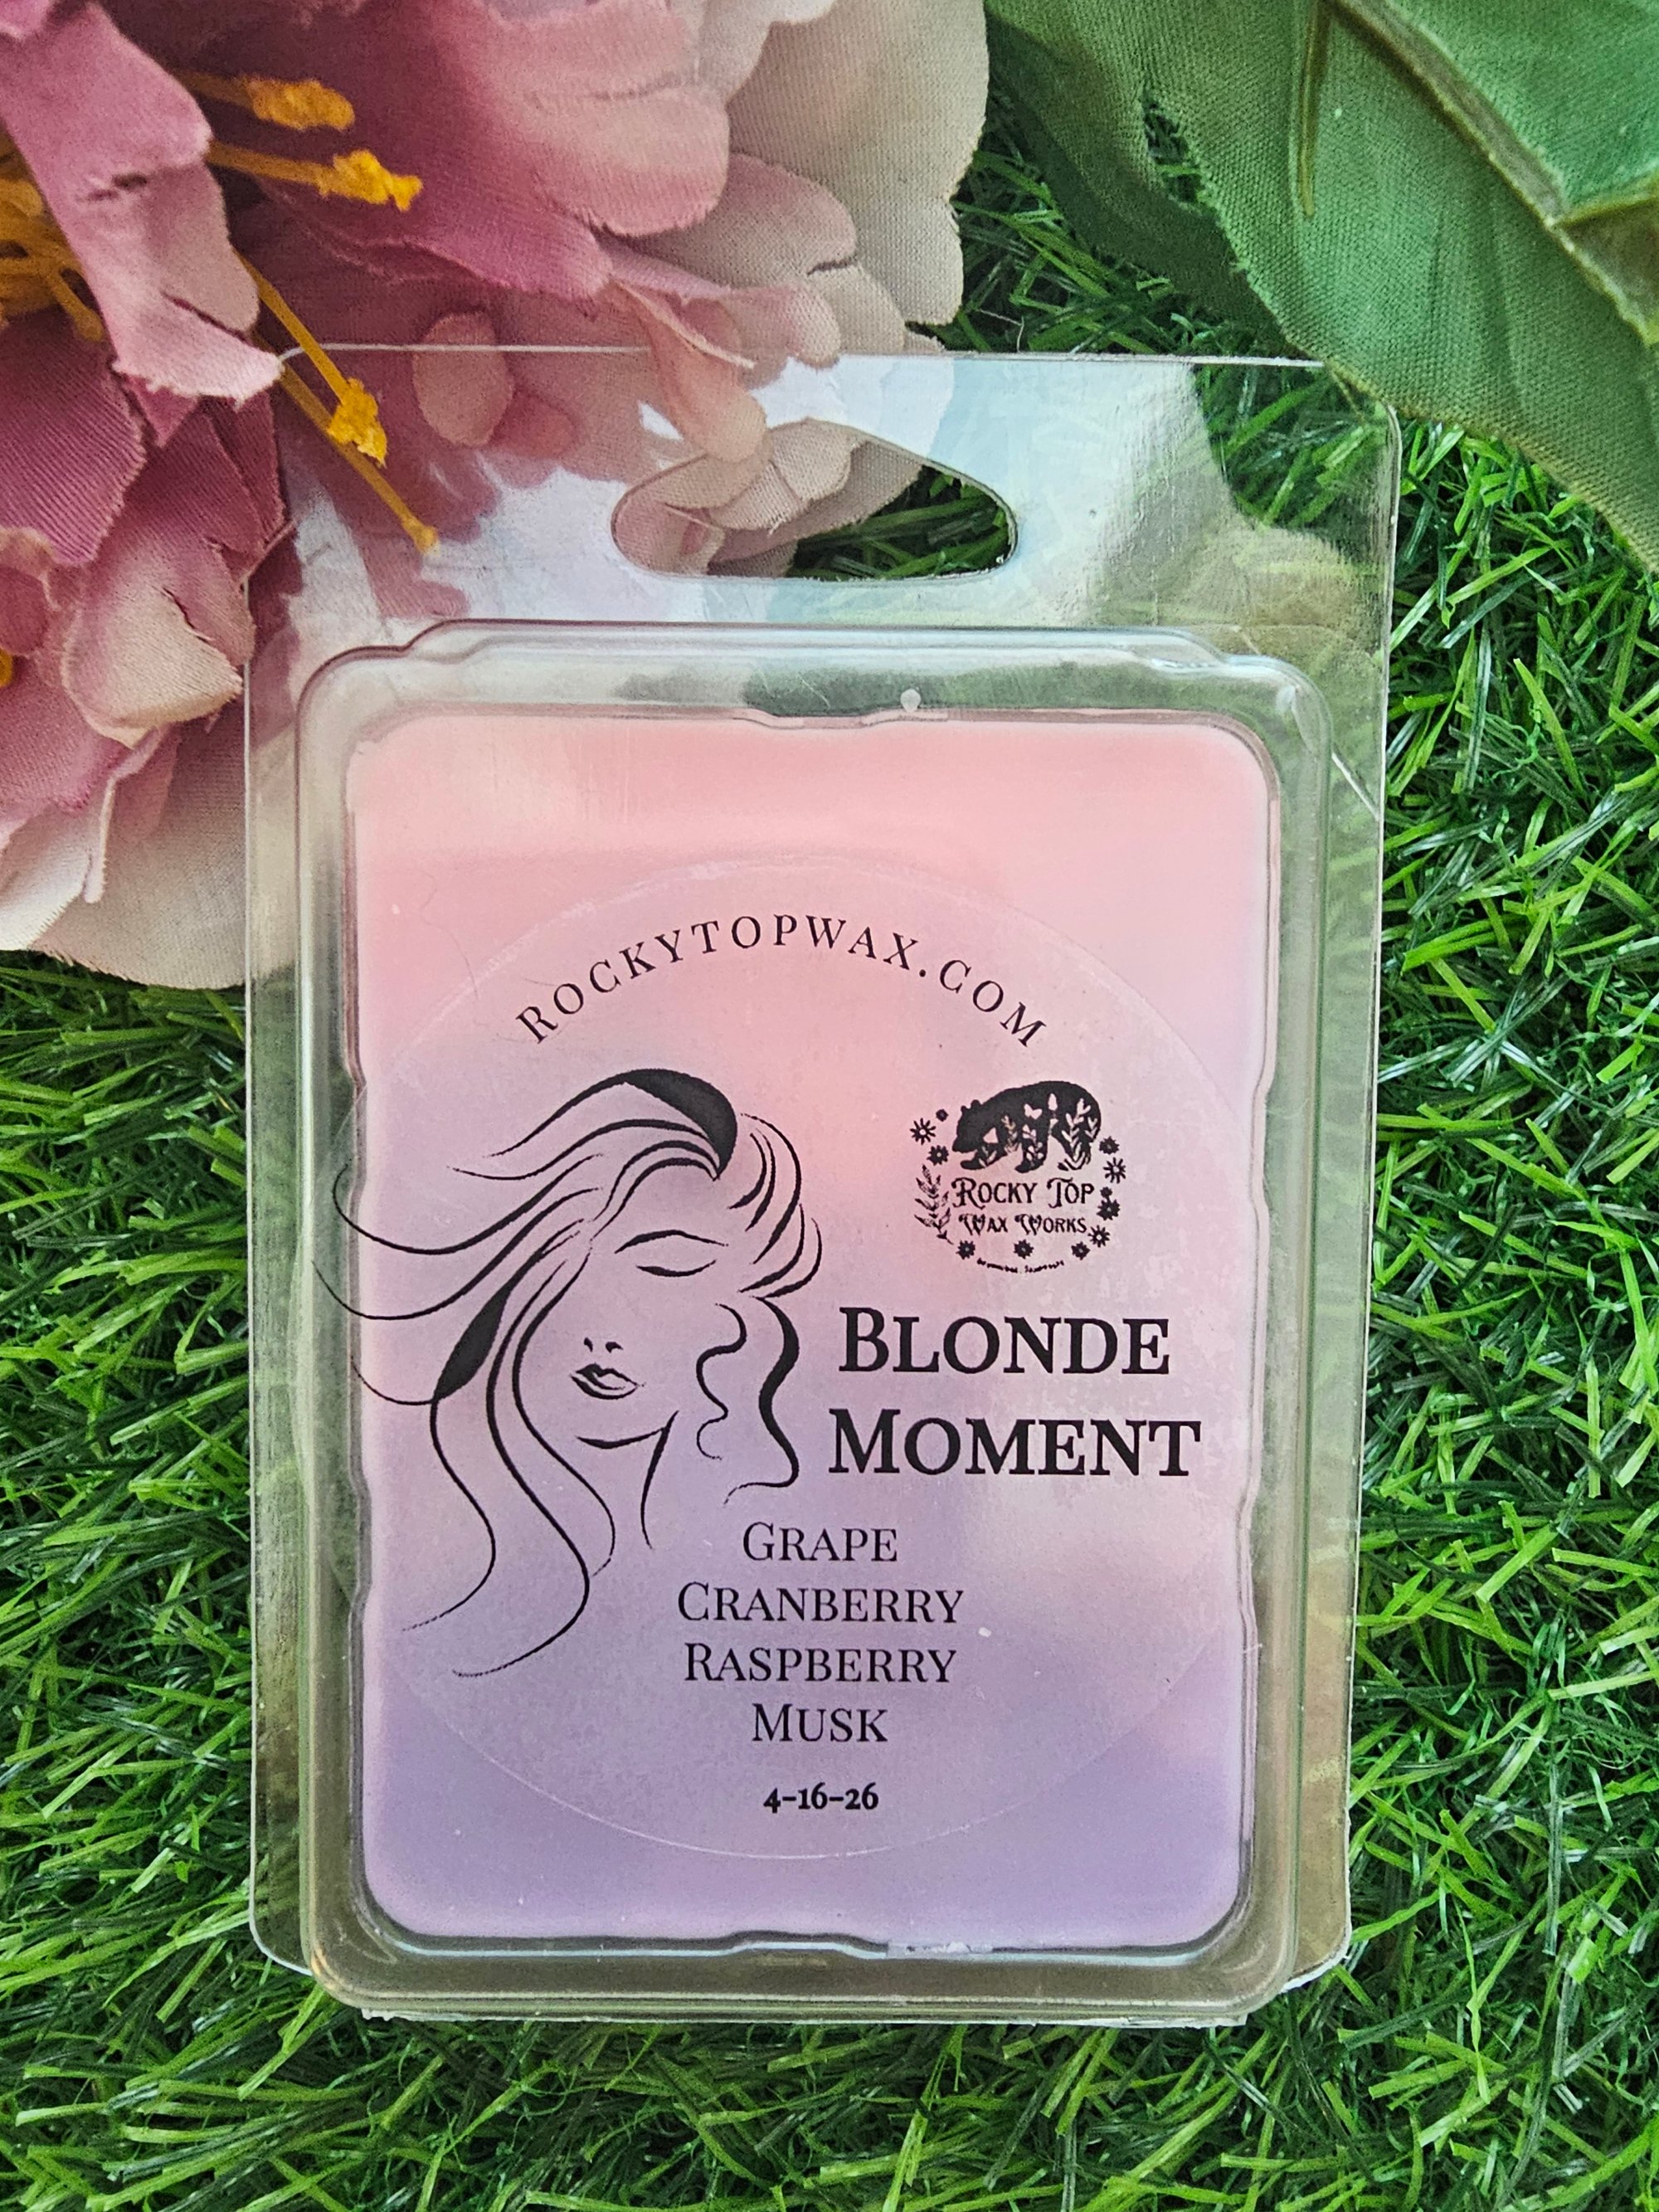 ROCKYTOPWAX.COM
ROCKY TOP
WAX WORKS
BLONDE
MOMENT
GRAPE
CRANBERRY
RASPBERRY
MUSK
4-16-26